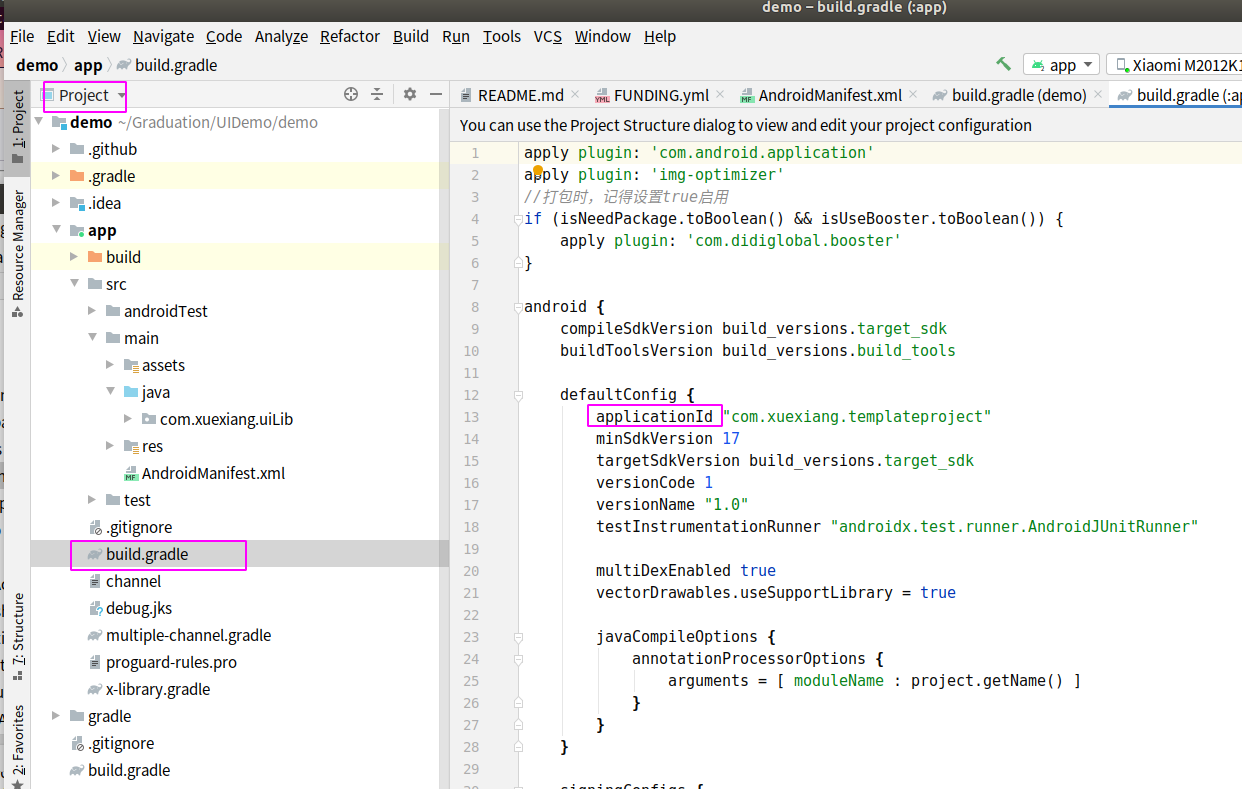 demo – build.gradle (:app)
File Edit View Navigate Code Analyze Refactor Build Run Tools VCS Window Help
demo app build.gradle
app Xiaomi M2012K1
1: Project
Resource Manager
7: Structure
2: Favorites
Project
demo ~/Graduation/UIDemo/demo
.github
.gradle
.idea
app
build
src
androidTest
main
assets
java
com.xuexiang.uiLib
res
AndroidManifest.xml
test
.gitignore
build.gradle
channel
debug.jks
multiple-channel.gradle
proguard-rules.pro
x-library.gradle
gradle
.gitignore
build.gradle
README.md FUNDING.yml AndroidManifest.xml build.gradle (demo) build.gradle (:ap
You can use the Project Structure dialog to view and edit your project configuration
1 apply plugin: 'com.android.application'
2 apply plugin: 'img-optimizer'
3 //打包时，记得设置true启用
4 if (isNeedPackage.toBoolean() && isUseBooster.toBoolean()) {
5 apply plugin: 'com.didiglobal.booster'
6 }
7
8 android {
9 compileSdkVersion build_versions.target_sdk
10 buildToolsVersion build_versions.build_tools
11
12 defaultConfig {
13 applicationId "com.xuexiang.templateproject"
14 minSdkVersion 17
15 targetSdkVersion build_versions.target_sdk
16 versionCode 1
17 versionName "1.0"
18 testInstrumentationRunner "androidx.test.runner.AndroidJUnitRunner"
19
20 multiDexEnabled true
21 vectorDrawables.useSupportLibrary = true
22
23 javaCompileOptions {
24 annotationProcessorOptions {
25 arguments = [ moduleName : project.getName() ]
26 }
27 }
28 }
29
30 signingConfigs {